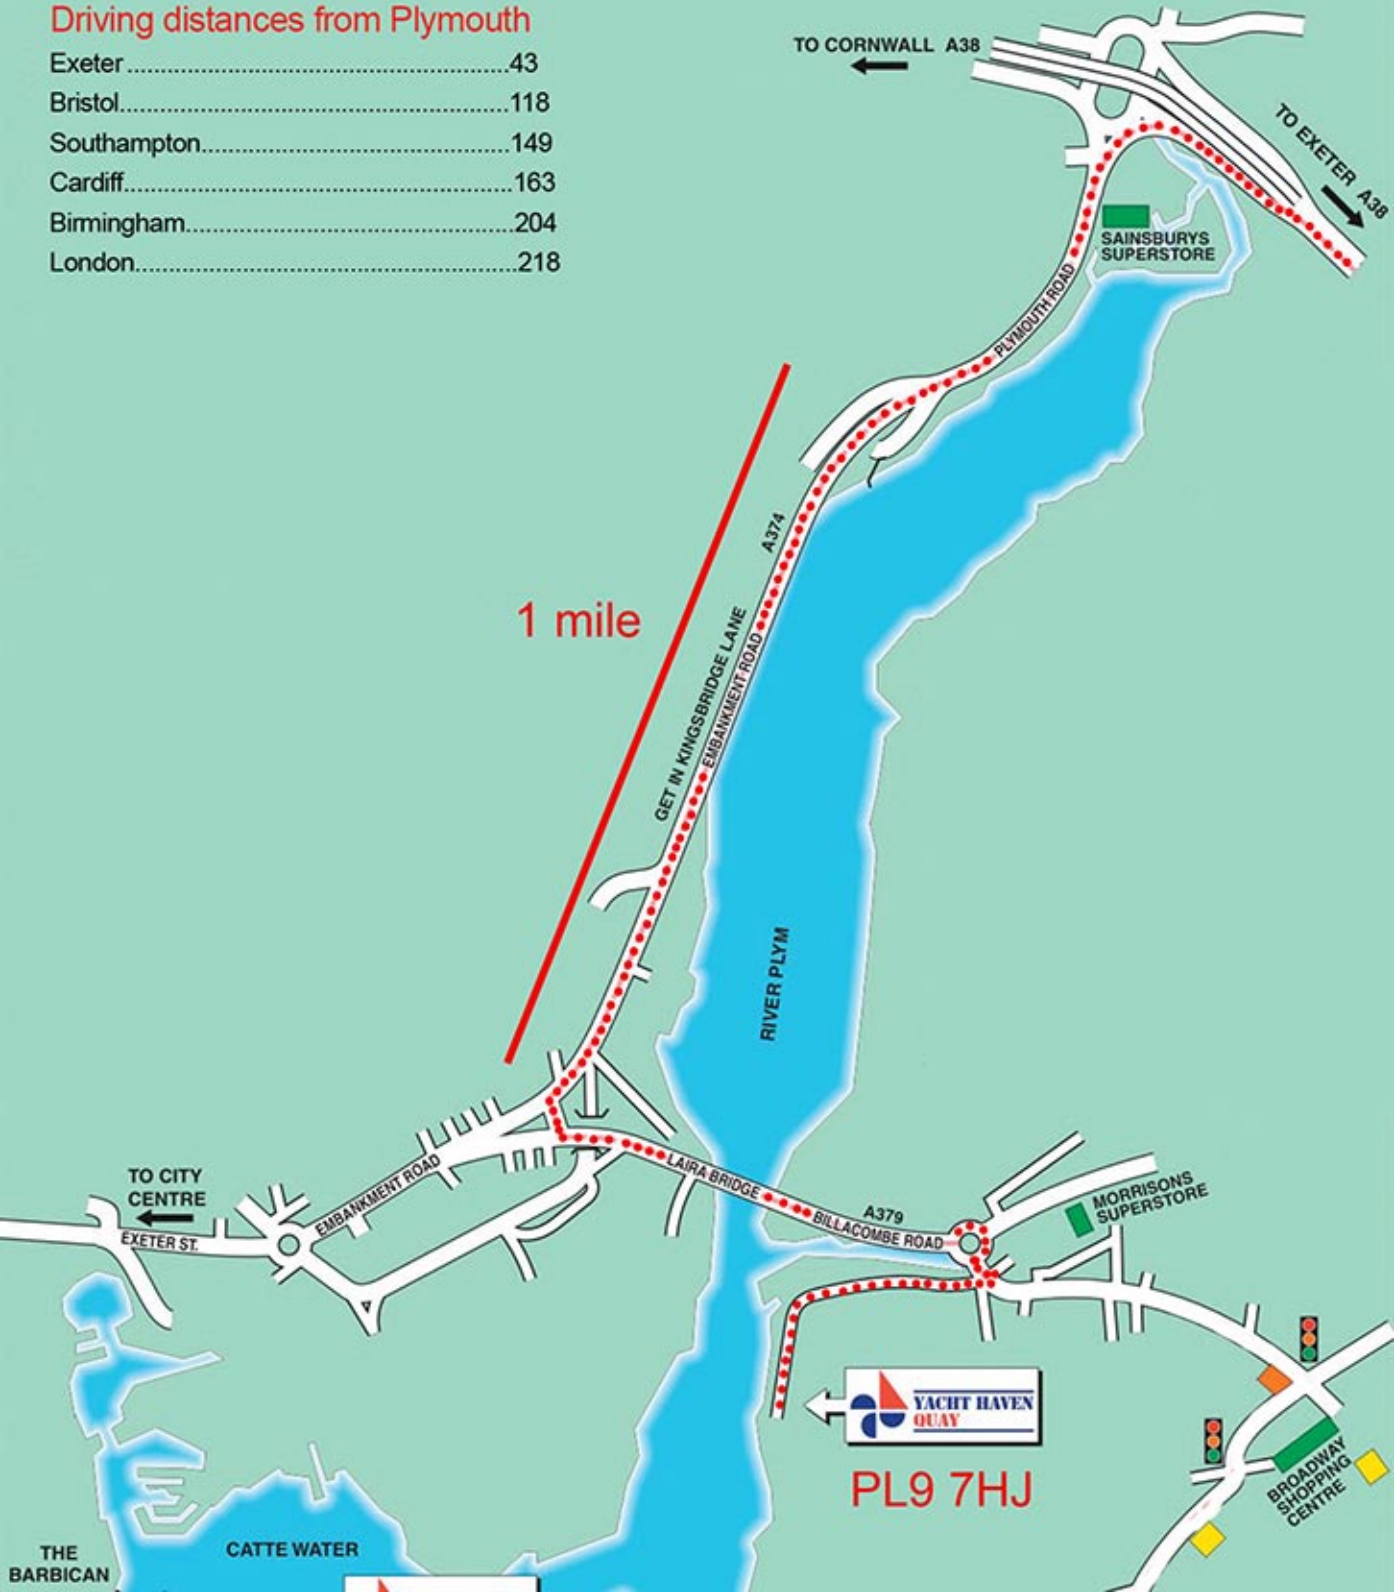 Driving distances from Plymouth
Exeter..........................................................43
Bristol...........................................................118
Southampton..............................................149
Cardiff...........................................................163
Birmingham.................................................204
London.........................................................218
TO CORNWALL A38
TO EXETER A38
SAINSBURYS
SUPERSTORE
PLYMOUTH ROAD
A374
1 mile
GET IN KINGSBRIDGE LANE
EMBANKMENT ROAD
RIVER PLYM
LAIRA BRIDGE
A379
BILLACOMBE ROAD
MORRISONS
SUPERSTORE
EMBANKMENT ROAD
TO CITY
CENTRE
EXETER ST.
YACHT HAVEN
QUAY
PL9 7HJ
BROADWAY
SHOPPING
CENTRE
CATTE WATER
THE
BARBICAN